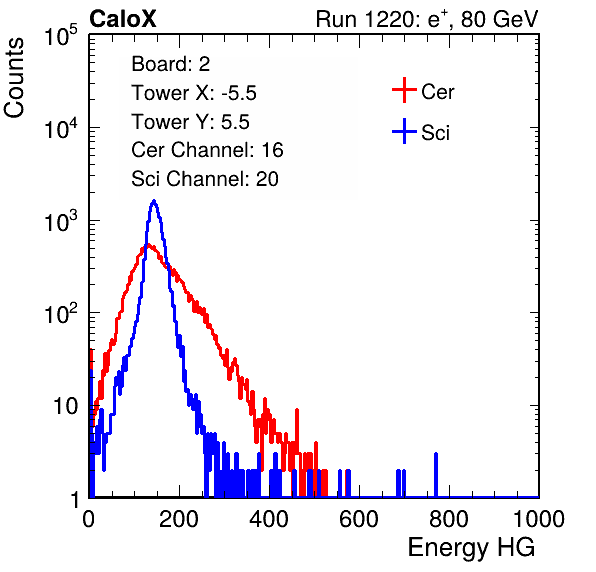 CaloX Run 1220: e⁺, 80 GeV
Counts
Board: 2
Tower X: -5.5
Tower Y: 5.5
Cer Channel: 16
Sci Channel: 20
Cer
Sci
10⁵
10⁴
10³
10²
10
1
0 200 400 600 800 1000
Energy HG